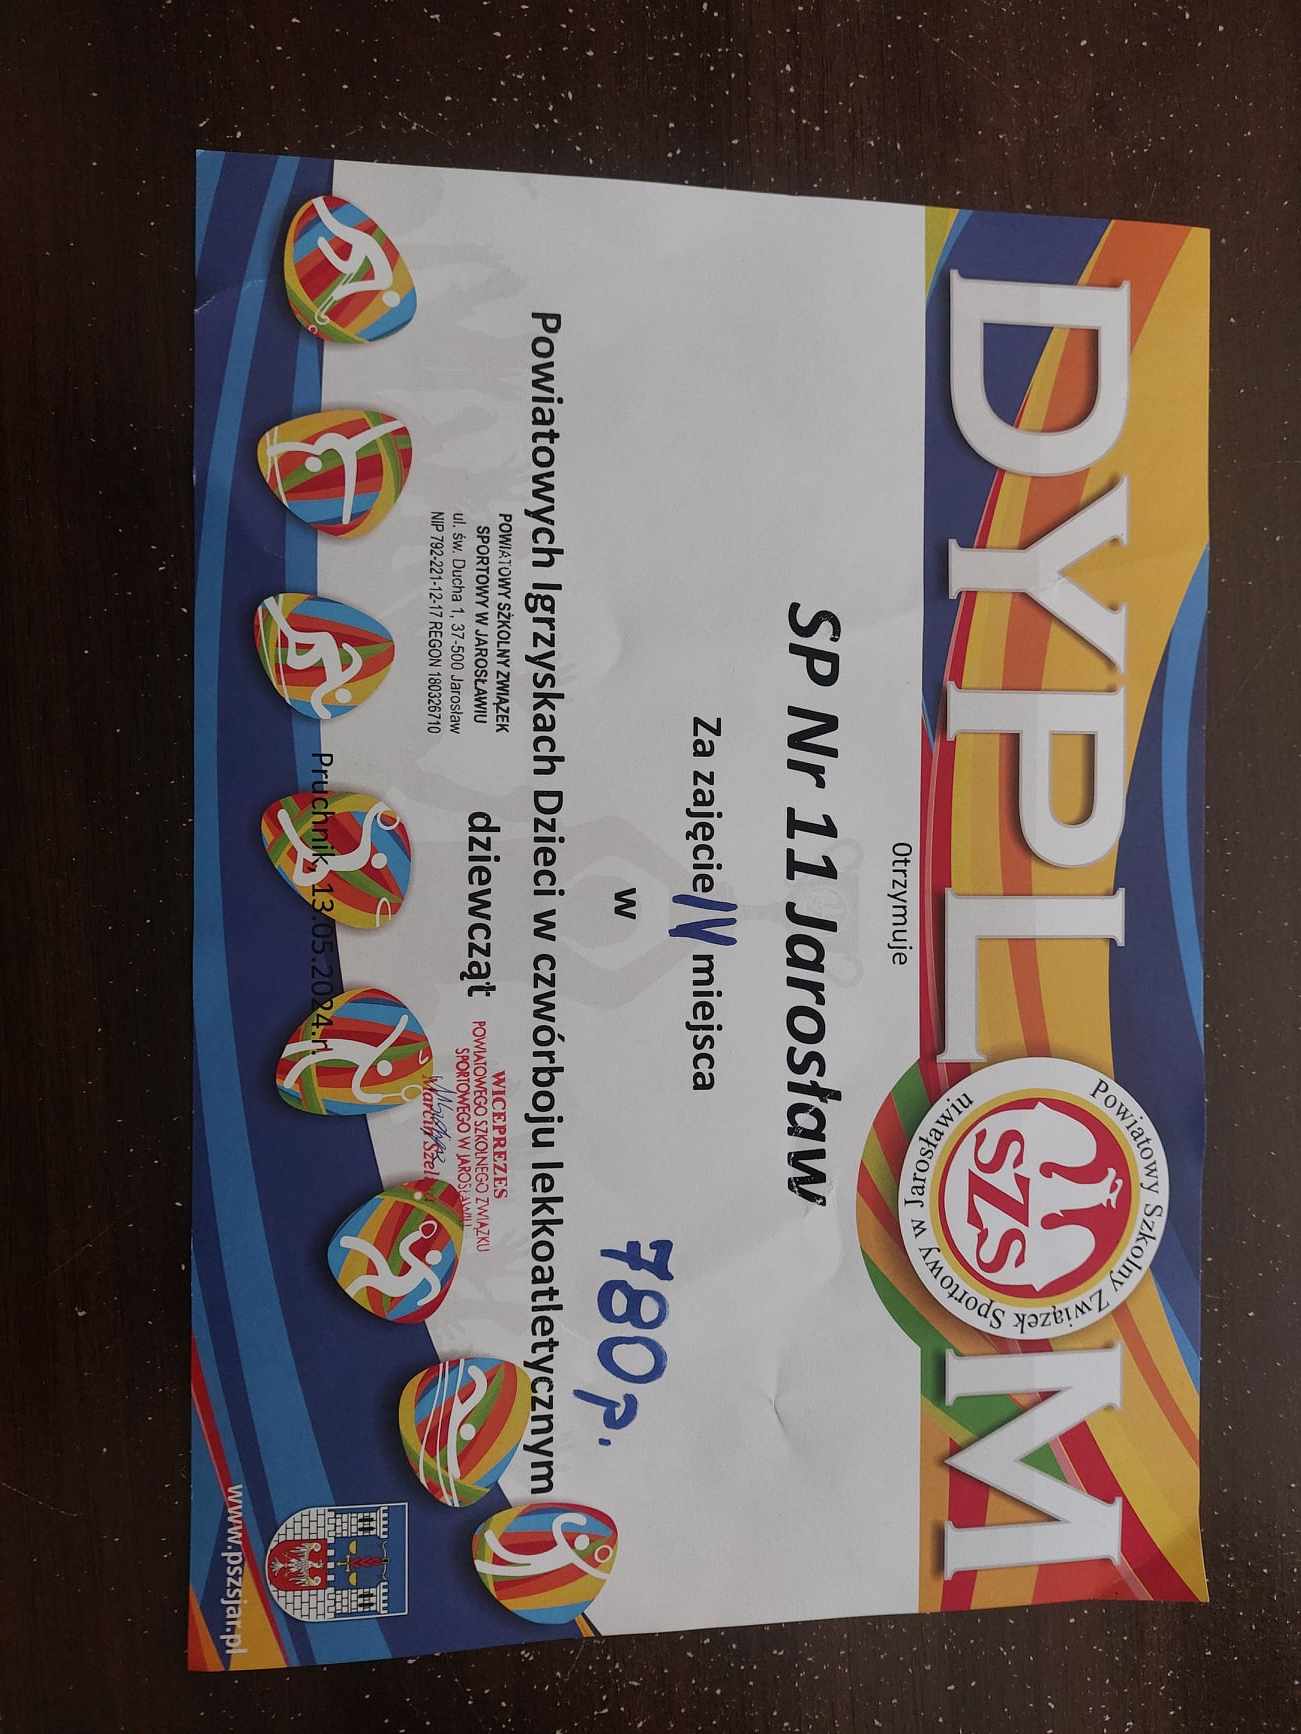 DYPLOM
Powiatowy Szkolny Związek Sportowy w Jarosławiu
SZS
Otrzymuje
SP Nr 11 Jarosław
Za zajęcie IV miejsca
w
780 p.
Powiatowych Igrzyskach Dzieci w czwórboju lekkoatletycznym
dziewcząt
POWIATOWY SZKOLNY ZWIĄZEK
SPORTOWY W JAROSŁAWIU
ul. św. Ducha 1, 37-500 Jarosław
NIP 792-221-12-17 REGON 180326710
WICEPREZES
POWIATOWEGO SZKOLNEGO ZWIĄZKU
SPORTOWEGO W JAROSŁAWIU
Marcin
Pruchnik, 13.05.2024.r.
www.pszsjar.pl